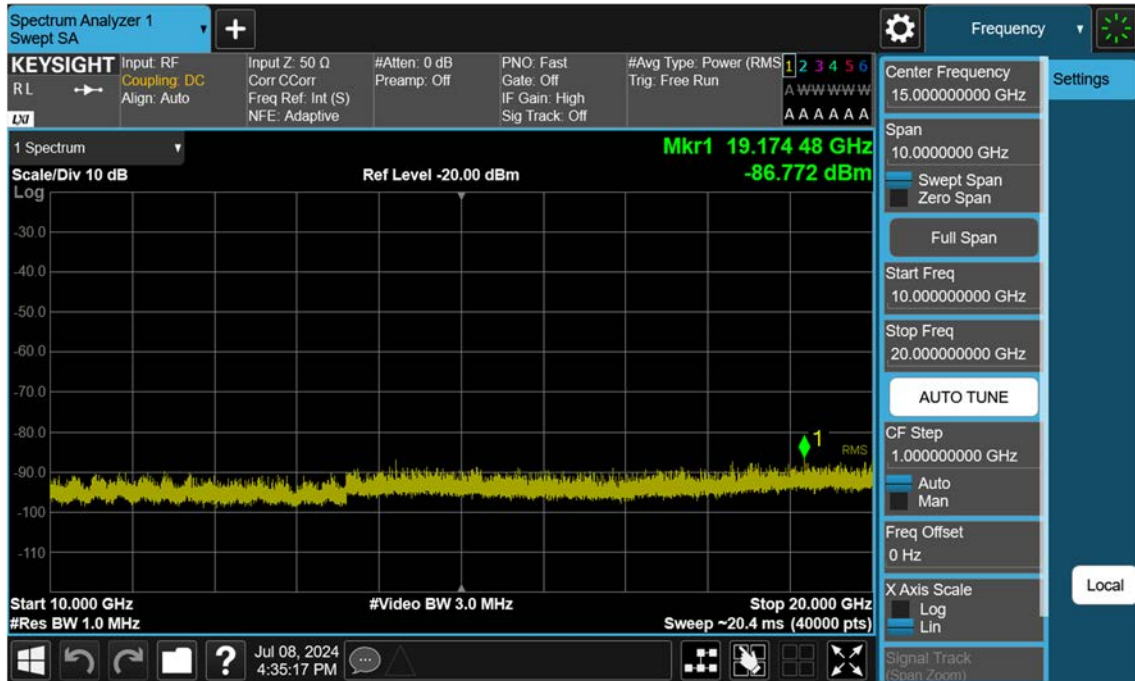 Spectrum Analyzer 1
Swept SA
Frequency
KEYSIGHT
R L
LXI
Input: RF
Coupling: DC
Align: Auto
Input Z: 50 Ω
Corr CCorr
Freq Ref: Int (S)
NFE: Adaptive
#Atten: 0 dB
Preamp: Off
PNO: Fast
Gate: Off
IF Gain: High
Sig Track: Off
#Avg Type: Power (RMS
Trig: Free Run
1 2 3 4 5 6
A W W W W W
A A A A A A
1 Spectrum
Scale/Div 10 dB
Ref Level -20.00 dBm
Mkr1 19.174 48 GHz
-86.772 dBm
Log
-30.0
-40.0
-50.0
-60.0
-70.0
-80.0
-90.0
-100
-110
1
RMS
Start 10.000 GHz
#Res BW 1.0 MHz
#Video BW 3.0 MHz
Stop 20.000 GHz
Sweep ~20.4 ms (40000 pts)
Center Frequency
15.000000000 GHz
Span
10.0000000 GHz
Swept Span
Zero Span
Full Span
Start Freq
10.000000000 GHz
Stop Freq
20.000000000 GHz
AUTO TUNE
CF Step
1.000000000 GHz
Auto
Man
Freq Offset
0 Hz
X Axis Scale
Log
Lin
Signal Track
(Span Zoom)
Settings
Local
?
Jul 08, 2024
4:35:17 PM